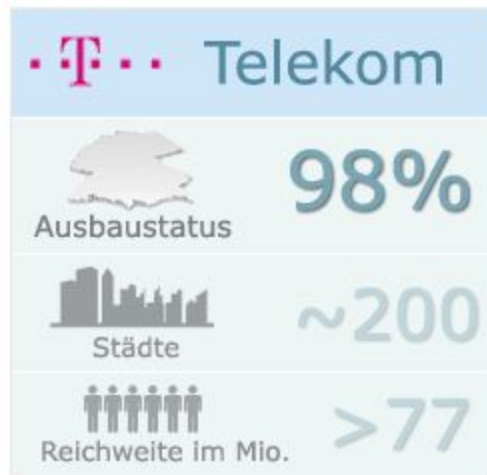 T Telekom
98%
Ausbaustatus
~200
Städte
>77
Reichweite im Mio.